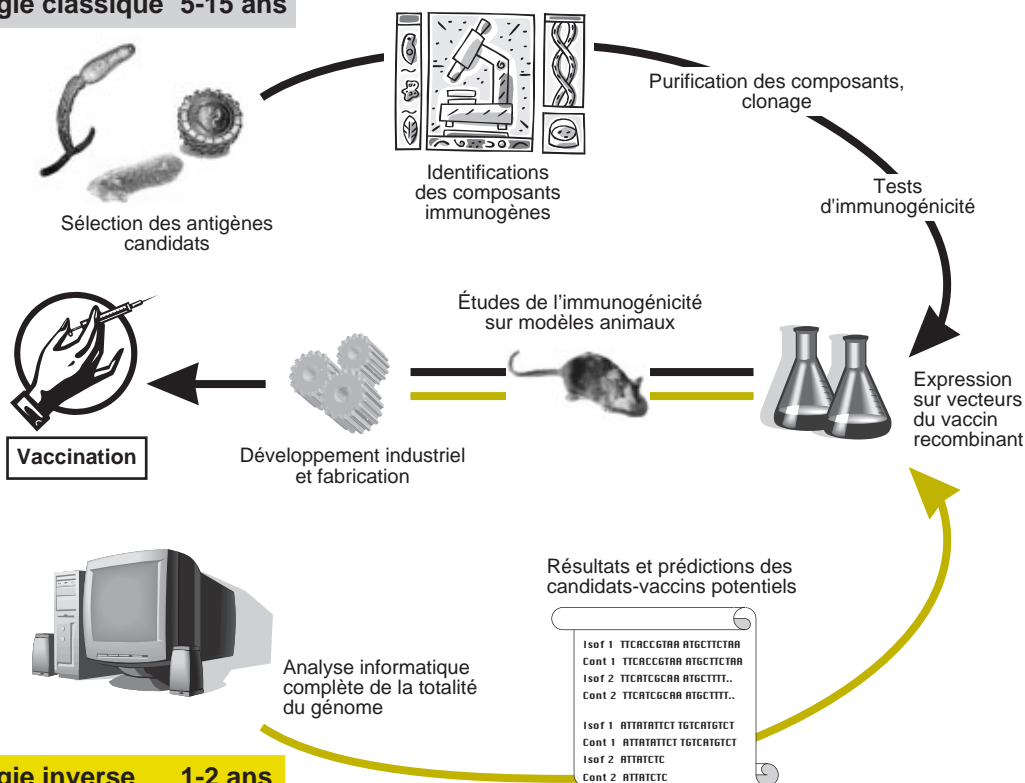 gie classique 5-15 ans
Purification des composants,
clonage
Identifications
des composants
immunogènes
Tests
d'immunogénicité
Sélection des antigènes
candidats
Études de l'immunogénicité
sur modèles animaux
Expression
sur vecteurs
du vaccin
recombinant
Vaccination
Développement industriel
et fabrication
Résultats et prédictions des
candidats-vaccins potentiels
Isof 1 TTCACCGTAA ATGCTTCTAA
Cont 1 TTCACCGTAA ATGCTTCTAA
Isof 2 TTCATCGCAA ATGCTTTT..
Cont 2 TTCATCGCAA ATGCTTTT..
Isof 1 ATTATATTCT TGTCATGTCT
Cont 1 ATTATATTCT TGTCATGTCT
Isof 2 ATTATCTC
Cont 2 ATTATCTC
Analyse informatique
complète de la totalité
du génome
gie inverse 1-2 ans